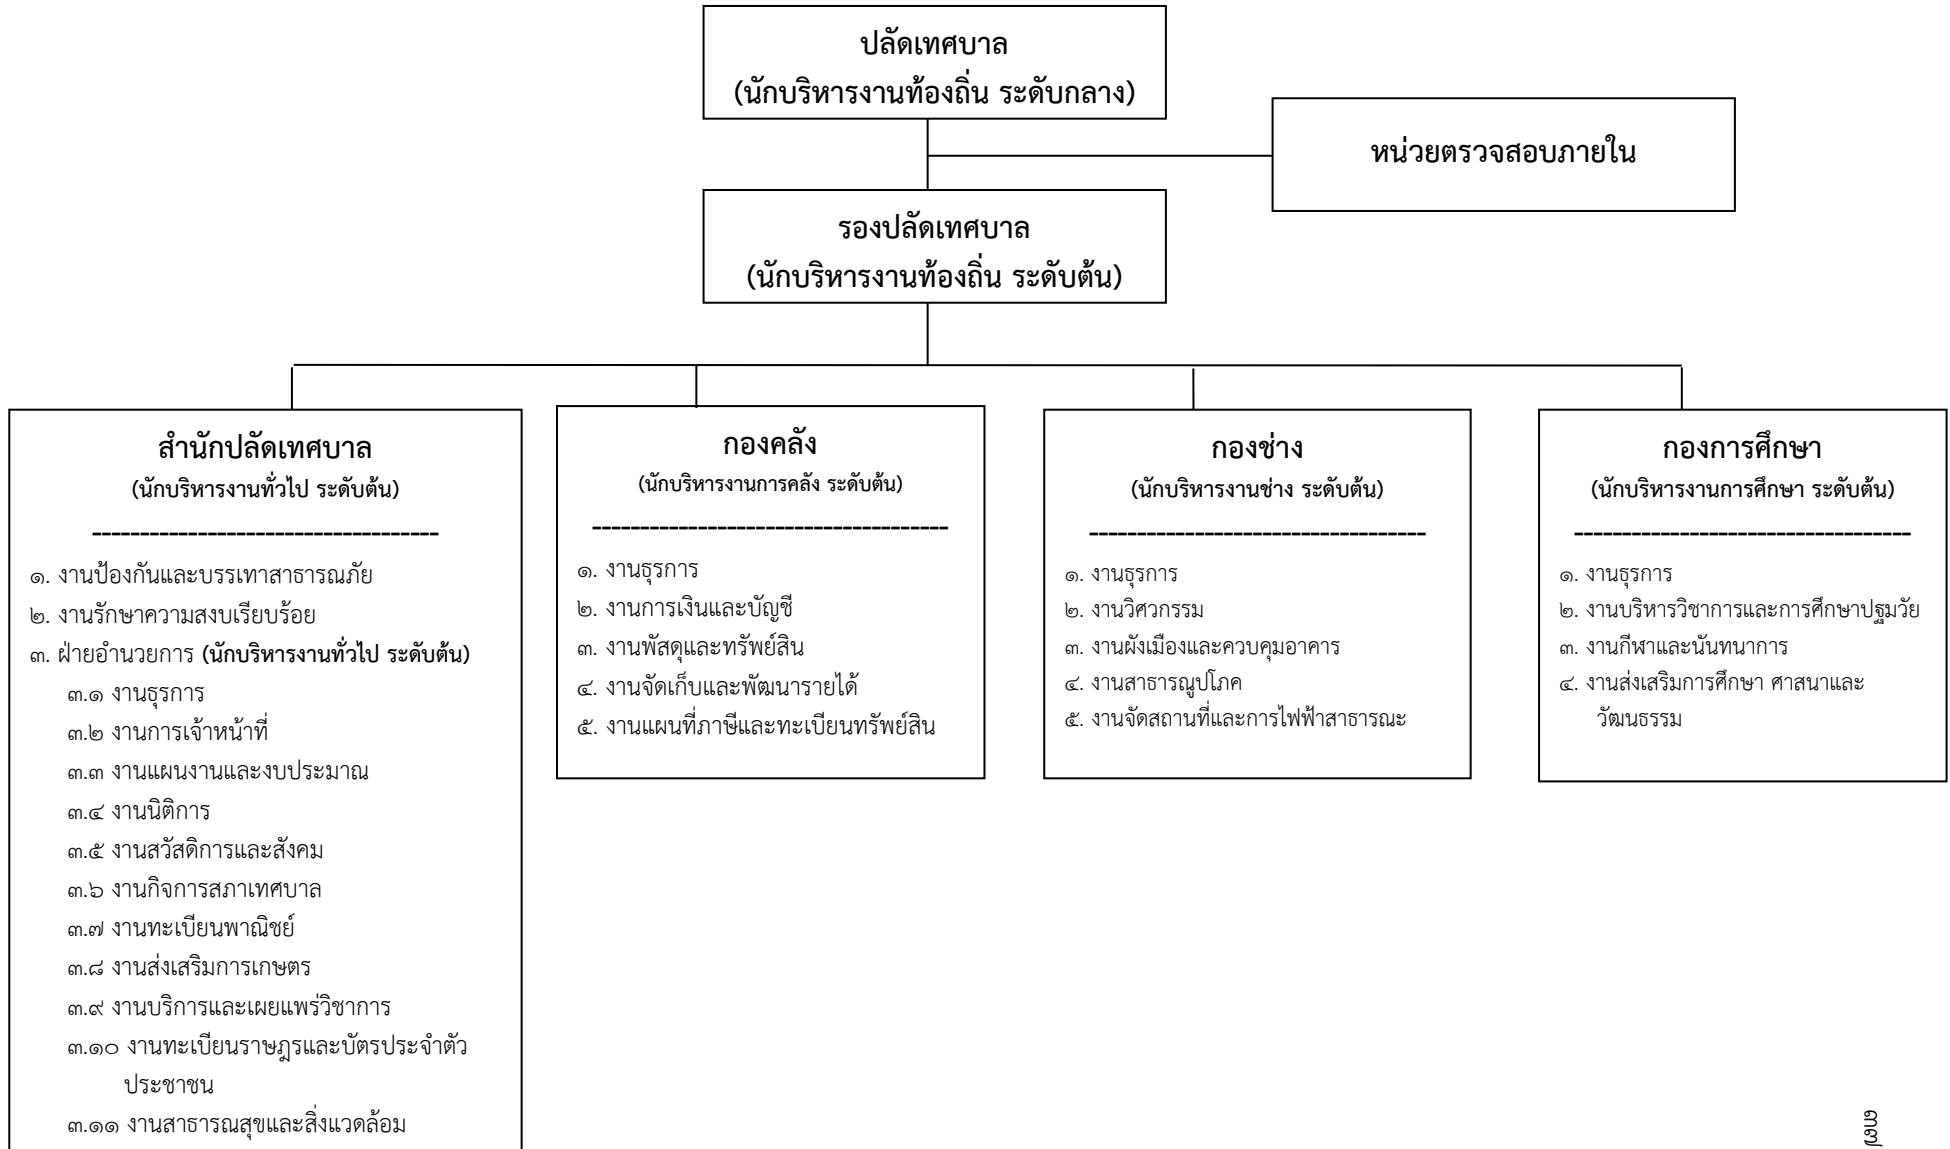 ปลัดเทศบาล
(นักบริหารงานท้องถิ่น ระดับกลาง)
หน่วยตรวจสอบภายใน
รองปลัดเทศบาล
(นักบริหารงานท้องถิ่น ระดับต้น)
สำนักปลัดเทศบาล
(นักบริหารงานทั่วไป ระดับต้น)
------------------------------------
๑. งานป้องกันและบรรเทาสาธารณภัย
๒. งานรักษาความสงบเรียบร้อย
๓. ฝ่ายอำนวยการ (นักบริหารงานทั่วไป ระดับต้น)
๓.๑ งานธุรการ
๓.๒ งานการเจ้าหน้าที่
๓.๓ งานแผนงานและงบประมาณ
๓.๔ งานนิติการ
๓.๕ งานสวัสดิการและสังคม
๓.๖ งานกิจการสภาเทศบาล
๓.๗ งานทะเบียนพาณิชย์
๓.๘ งานส่งเสริมการเกษตร
๓.๙ งานบริการและเผยแพร่วิชาการ
๓.๑๐ งานทะเบียนราษฎรและบัตรประจำตัว
ประชาชน
๓.๑๑ งานสาธารณสุขและสิ่งแวดล้อม
กองคลัง
(นักบริหารงานการคลัง ระดับต้น)
-------------------------------------
๑. งานธุรการ
๒. งานการเงินและบัญชี
๓. งานพัสดุและทรัพย์สิน
๔. งานจัดเก็บและพัฒนารายได้
๕. งานแผนที่ภาษีและทะเบียนทรัพย์สิน
กองช่าง
(นักบริหารงานช่าง ระดับต้น)
-----------------------------------
๑. งานธุรการ
๒. งานวิศวกรรม
๓. งานผังเมืองและควบคุมอาคาร
๔. งานสาธารณูปโภค
๕. งานจัดสถานที่และการไฟฟ้าสาธารณะ
กองการศึกษา
(นักบริหารงานการศึกษา ระดับต้น)
-----------------------------------
๑. งานธุรการ
๒. งานบริหารวิชาการและการศึกษาปฐมวัย
๓. งานกีฬาและนันทนาการ
๔. งานส่งเสริมการศึกษา ศาสนาและ
วัฒนธรรม
๓๗